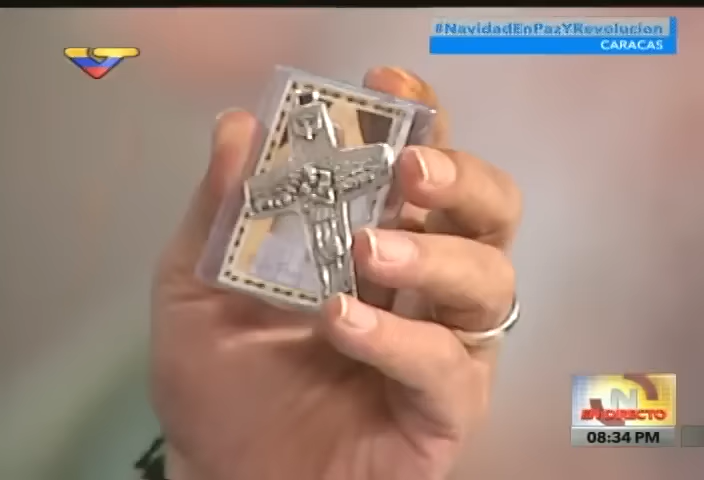 #NavidadEnPazYRevolucion
CARACAS
N
EN DIRECTO
08:34 PM